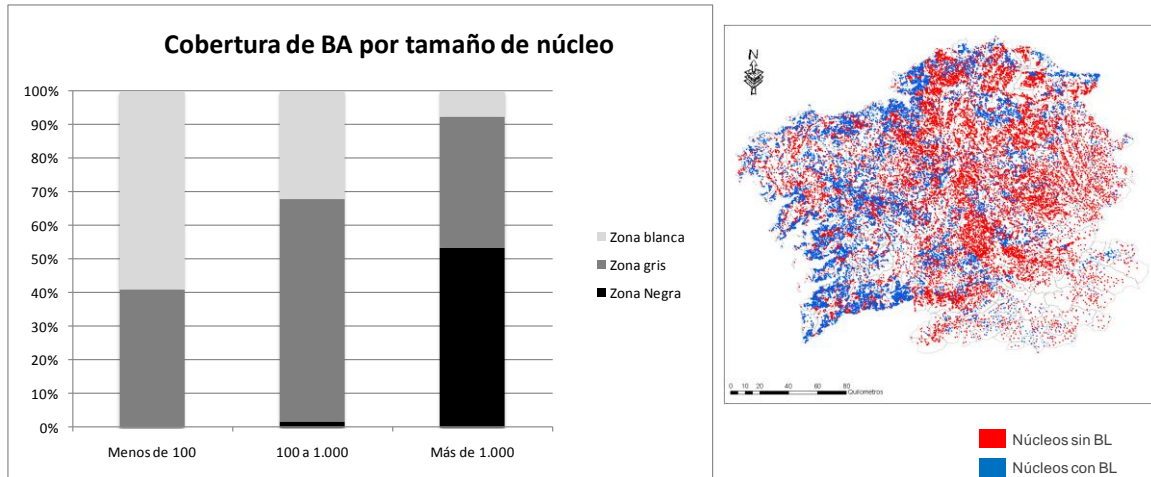 Cobertura de BA por tamaño de núcleo
100%
90%
80%
70%
60%
50%
40%
30%
20%
10%
0%
Menos de 100
100 a 1.000
Más de 1.000
Zona blanca
Zona gris
Zona Negra
N
0 10 20 40 60 80
Quilometros
Núcleos sin BL
Núcleos con BL